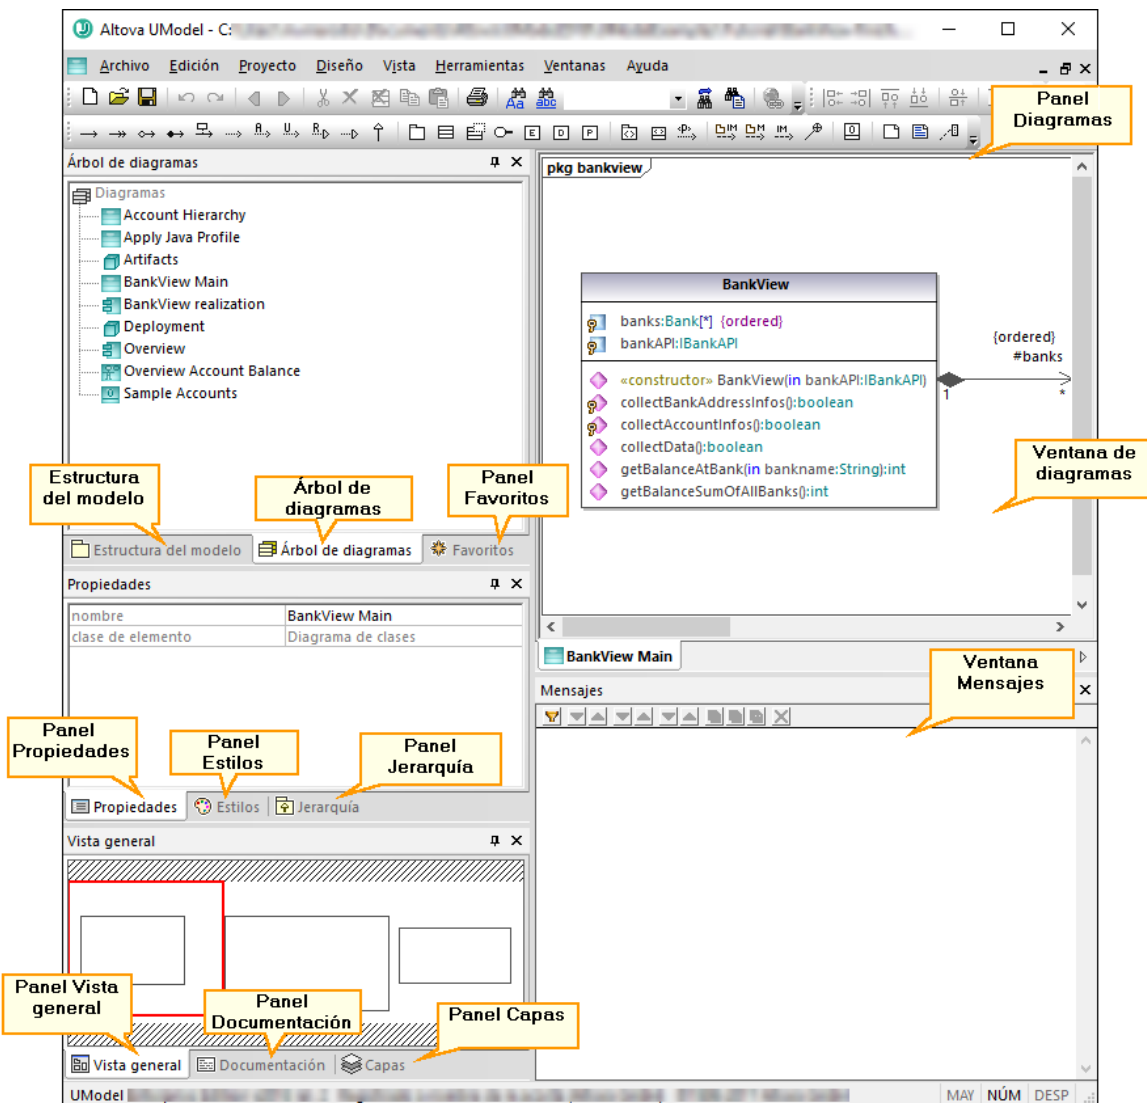 Altova UModel - C:
Archivo Edición Proyecto Diseño Vista Herramientas Ventanas Ayuda
Panel
Diagramas
Árbol de diagramas
Diagramas
Account Hierarchy
Apply Java Profile
Artifacts
BankView Main
BankView realization
Deployment
Overview
Overview Account Balance
Sample Accounts
Estructura
del modelo
Árbol de
diagramas
Panel
Favoritos
Estructura del modelo
Árbol de diagramas
Favoritos
pkg bankview
BankView
banks:Bank[*] {ordered}
bankAPI:IBankAPI
«constructor» BankView(in bankAPI:IBankAPI)
collectBankAddressInfos():boolean
collectAccountInfos():boolean
collectData():boolean
getBalanceAtBank(in bankname:String):int
getBalanceSumOfAllBanks():int
{ordered}
#banks
1
*
Ventana de
diagramas
BankView Main
Propiedades
nombre BankView Main
clase de elemento Diagrama de clases
Panel
Propiedades
Panel
Estilos
Panel
Jerarquía
Propiedades
Estilos
Jerarquía
Mensajes
Ventana
Mensajes
Vista general
Panel Vista
general
Panel
Documentación
Panel Capas
Vista general
Documentación
Capas
UModel
MAY NÚM DESP